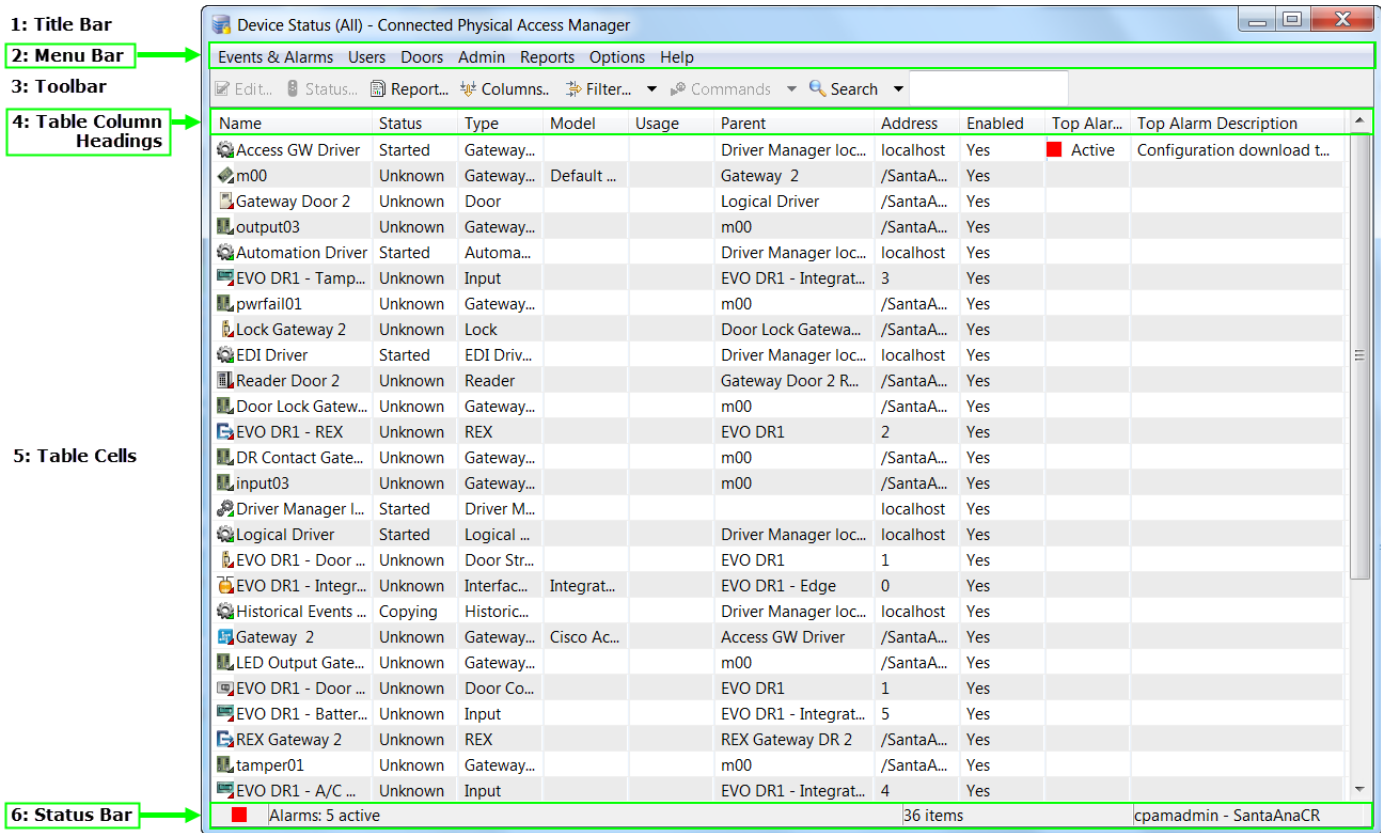 1: Title Bar
Device Status (All) - Connected Physical Access Manager
2: Menu Bar
Events & Alarms Users Doors Admin Reports Options Help
3: Toolbar
Edit... Status... Report... Columns.. Filter... Commands Search
4: Table Column
Headings
Name Status Type Model Usage Parent Address Enabled Top Alar... Top Alarm Description
Access GW Driver Started Gateway... Driver Manager loc... localhost Yes Active Configuration download t...
m00 Unknown Gateway... Default ... Gateway 2 /SantaA... Yes
Gateway Door 2 Unknown Door Logical Driver /SantaA... Yes
output03 Unknown Gateway... m00 /SantaA... Yes
Automation Driver Started Automa... Driver Manager loc... localhost Yes
EVO DR1 - Tamp... Unknown Input EVO DR1 - Integrat... 3 Yes
pwrfail01 Unknown Gateway... m00 /SantaA... Yes
Lock Gateway 2 Unknown Lock Door Lock Gatewa... /SantaA... Yes
EDI Driver Started EDI Driv... Driver Manager loc... localhost Yes
Reader Door 2 Unknown Reader Gateway Door 2 R... /SantaA... Yes
Door Lock Gatew... Unknown Gateway... m00 /SantaA... Yes
EVO DR1 - REX Unknown REX EVO DR1 2 Yes
5: Table Cells
DR Contact Gate... Unknown Gateway... m00 /SantaA... Yes
input03 Unknown Gateway... m00 /SantaA... Yes
Driver Manager l... Started Driver M... localhost Yes
Logical Driver Started Logical ... Driver Manager loc... localhost Yes
EVO DR1 - Door ... Unknown Door Str... EVO DR1 1 Yes
EVO DR1 - Integr... Unknown Interfac... Integrat... EVO DR1 - Edge 0 Yes
Historical Events ... Copying Historic... Driver Manager loc... localhost Yes
Gateway 2 Unknown Gateway... Cisco Ac... Access GW Driver /SantaA... Yes
LED Output Gate... Unknown Gateway... m00 /SantaA... Yes
EVO DR1 - Door ... Unknown Door Co... EVO DR1 1 Yes
EVO DR1 - Batter... Unknown Input EVO DR1 - Integrat... 5 Yes
REX Gateway 2 Unknown REX REX Gateway DR 2 /SantaA... Yes
tamper01 Unknown Gateway... m00 /SantaA... Yes
EVO DR1 - A/C ... Unknown Input EVO DR1 - Integrat... 4 Yes
6: Status Bar
Alarms: 5 active 36 items cpamadmin - SantaAnaCR